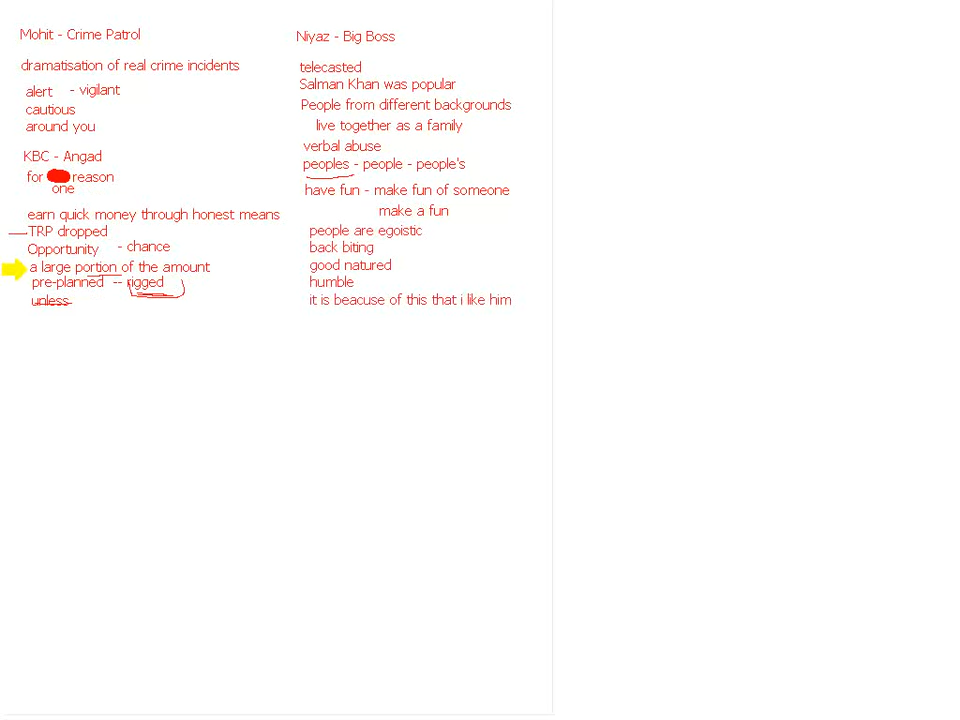 Mohit - Crime Patrol
dramatisation of real crime incidents
alert - vigilant
cautious
around you
KBC - Angad
for reason
one
earn quick money through honest means
TRP dropped
Opportunity - chance
a large portion of the amount
pre-planned -- rigged
unless
Niyaz - Big Boss
telecasted
Salman Khan was popular
People from different backgrounds
live together as a family
verbal abuse
peoples - people - people's
have fun - make fun of someone
make a fun
people are egoistic
back biting
good natured
humble
it is beacuse of this that i like him